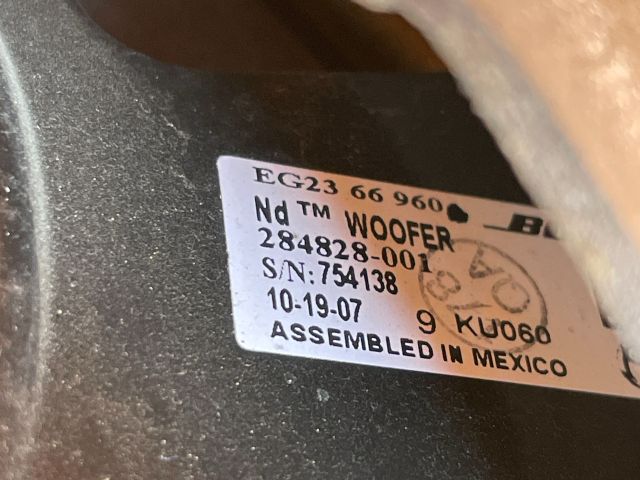 EG23 66 960
Nd™ WOOFER
284828-001
S/N: 754138
10-19-07 9 KU060
ASSEMBLED IN MEXICO